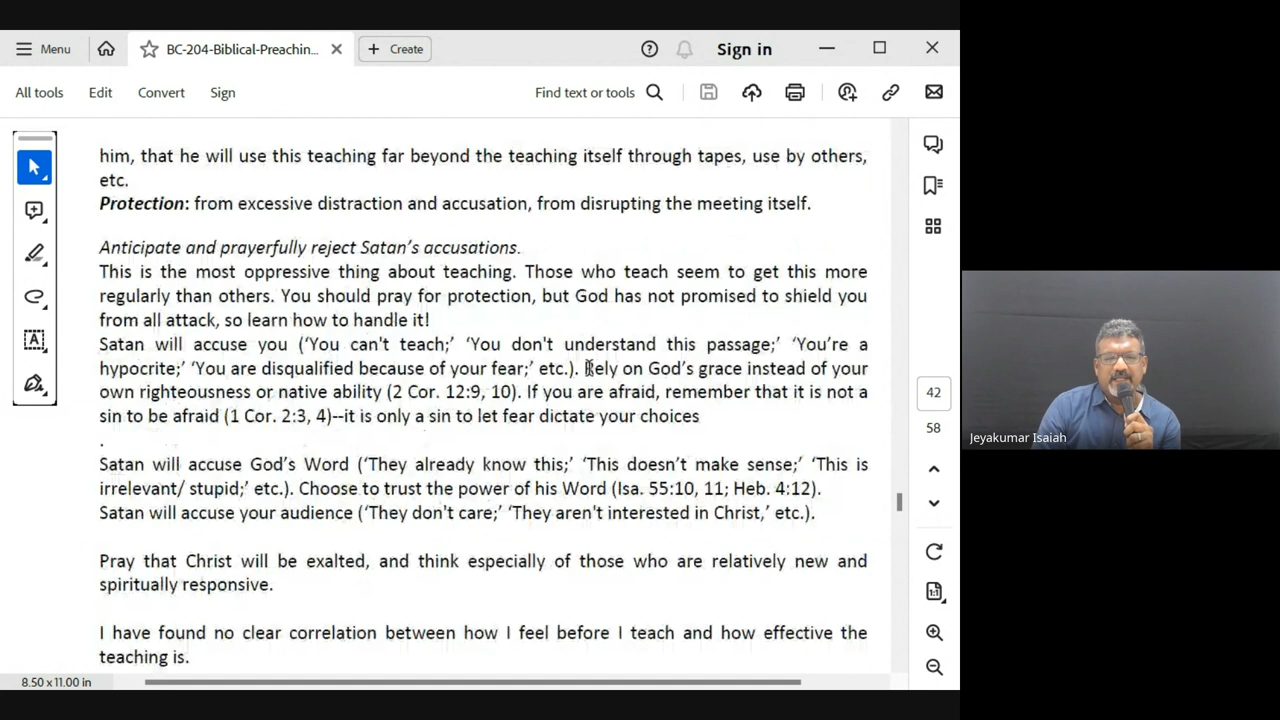 Menu
BC-204-Biblical-Preachin...
Create
Sign in
All tools
Edit
Convert
Sign
Find text or tools
him, that he will use this teaching far beyond the teaching itself through tapes, use by others,
etc.
Protection: from excessive distraction and accusation, from disrupting the meeting itself.
Anticipate and prayerfully reject Satan’s accusations.
This is the most oppressive thing about teaching. Those who teach seem to get this more
regularly than others. You should pray for protection, but God has not promised to shield you
from all attack, so learn how to handle it!
Satan will accuse you (‘You can't teach;’ ‘You don't understand this passage;’ ‘You’re a
hypocrite;’ ‘You are disqualified because of your fear;’ etc.). Rely on God’s grace instead of your
own righteousness or native ability (2 Cor. 12:9, 10). If you are afraid, remember that it is not a
sin to be afraid (1 Cor. 2:3, 4)--it is only a sin to let fear dictate your choices
.
Satan will accuse God’s Word (‘They already know this;’ ‘This doesn’t make sense;’ ‘This is
irrelevant/ stupid;’ etc.). Choose to trust the power of his Word (Isa. 55:10, 11; Heb. 4:12).
Satan will accuse your audience (‘They don't care;’ ‘They aren't interested in Christ,’ etc.).
Pray that Christ will be exalted, and think especially of those who are relatively new and
spiritually responsive.
I have found no clear correlation between how I feel before I teach and how effective the
teaching is.
8.50 x 11.00 in
42
58
1:1
Jeyakumar Isaiah